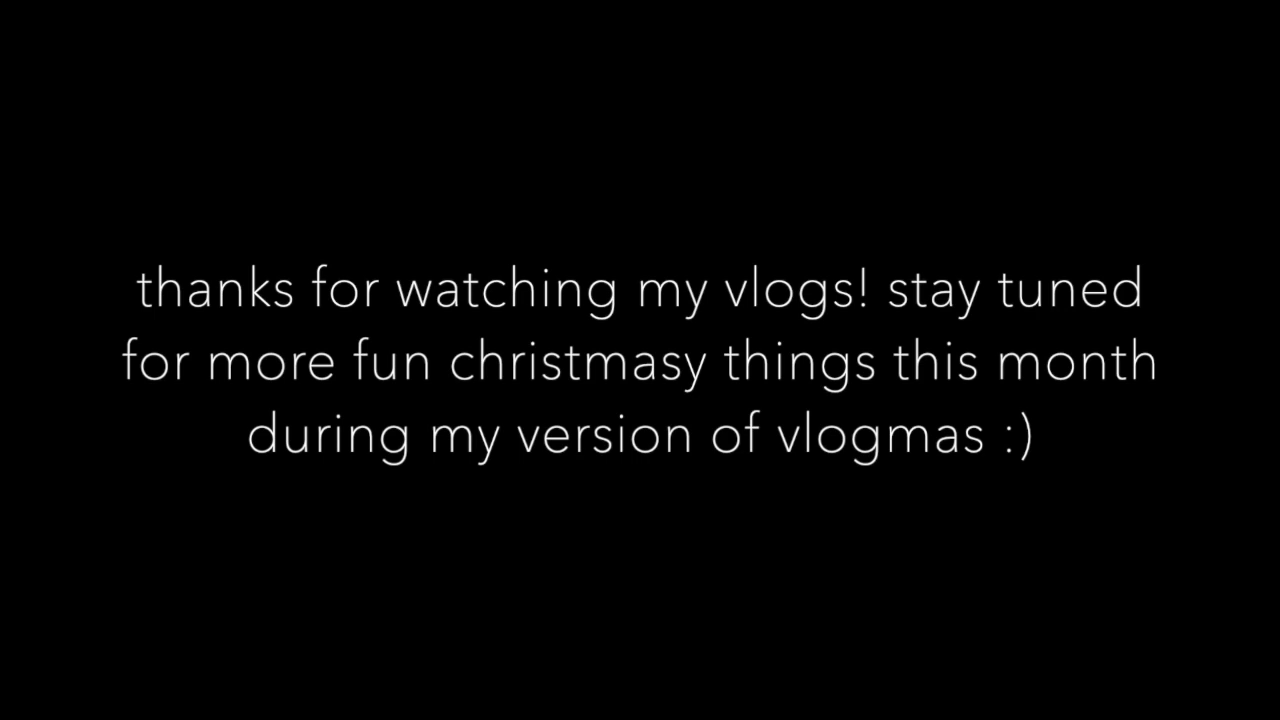 thanks for watching my vlogs! stay tuned
for more fun christmasy things this month
during my version of vlogmas :)